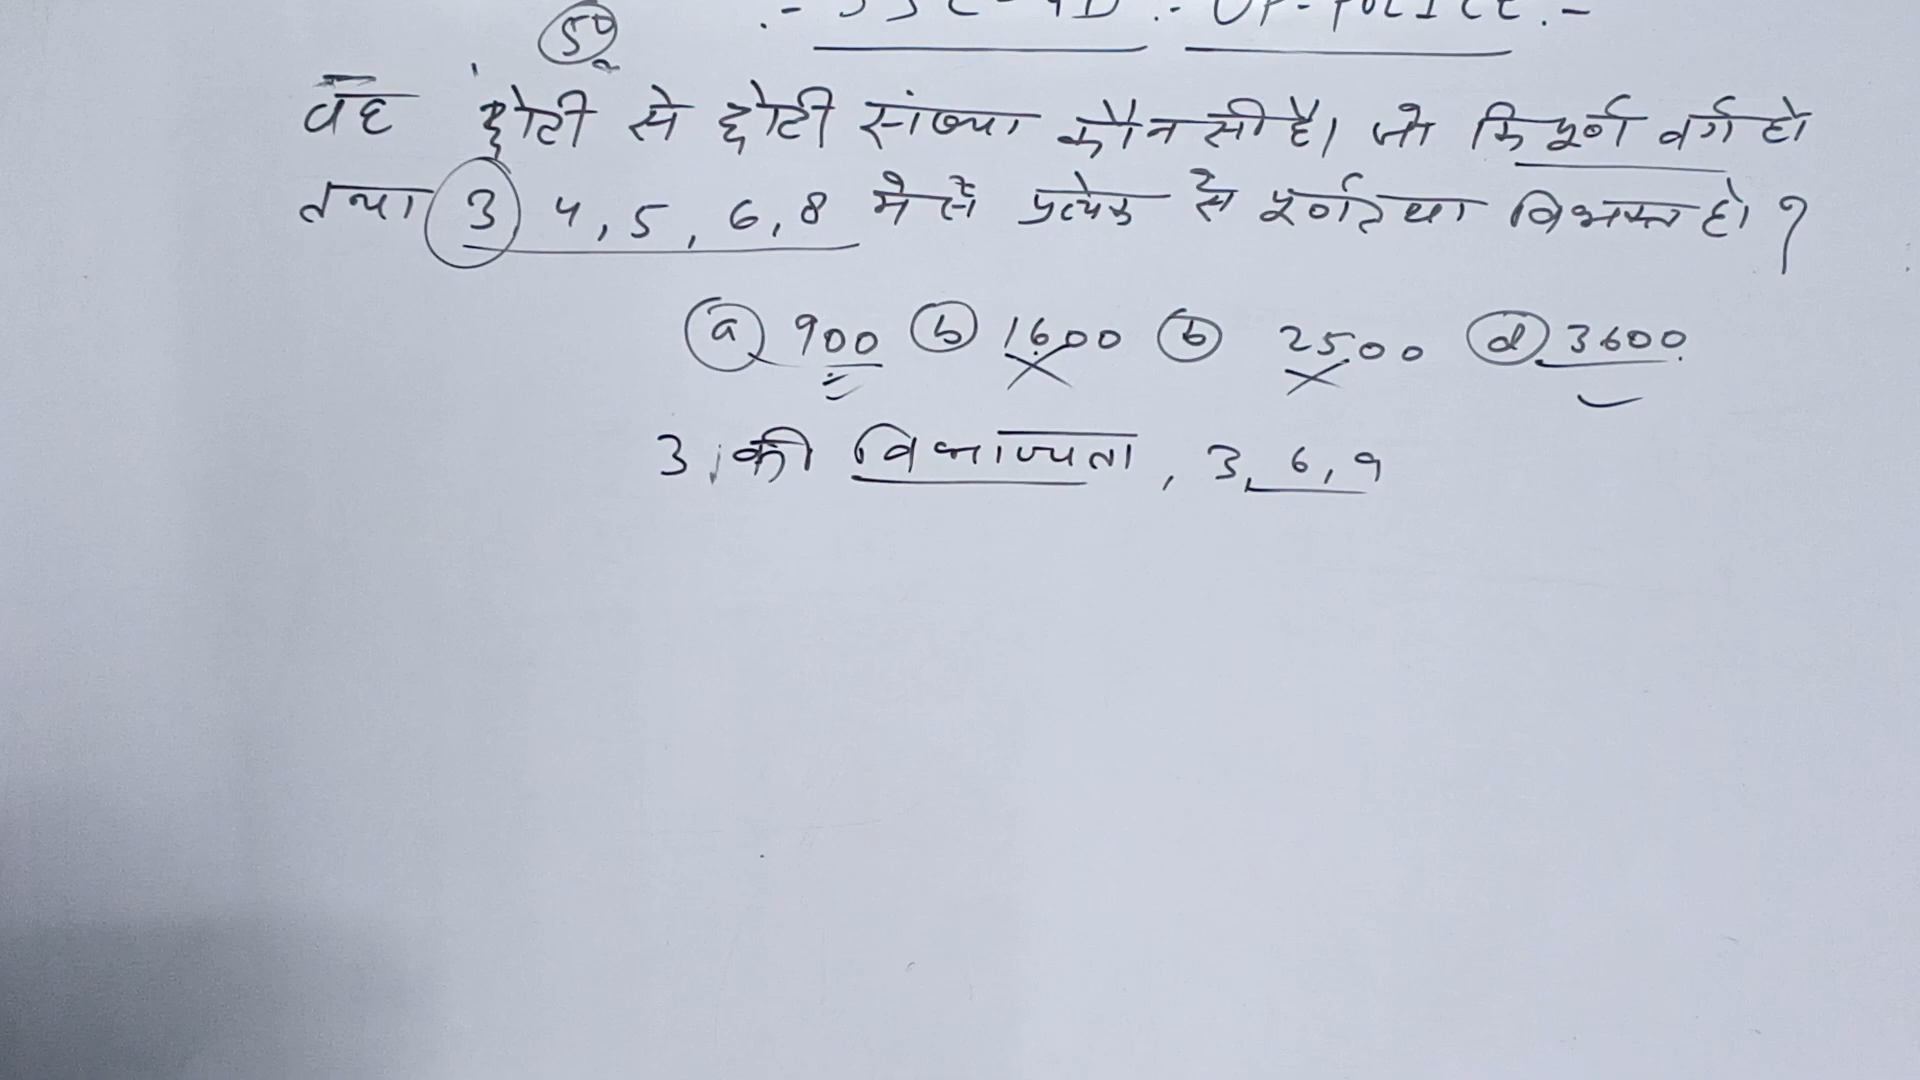 50
:- SSC-GD :- UP-POLICE :-
वह छोटी से छोटी संख्या कौन सी है। जो कि पूर्ण वर्ग हो
तथा 3 4, 5, 6, 8 मे से प्रत्येक से पूर्णतया विभक्त हो ?
(a) 900 (b) 1600 (b) 2500 (d) 3600
3 की विभाज्यता, 3, 6, 9